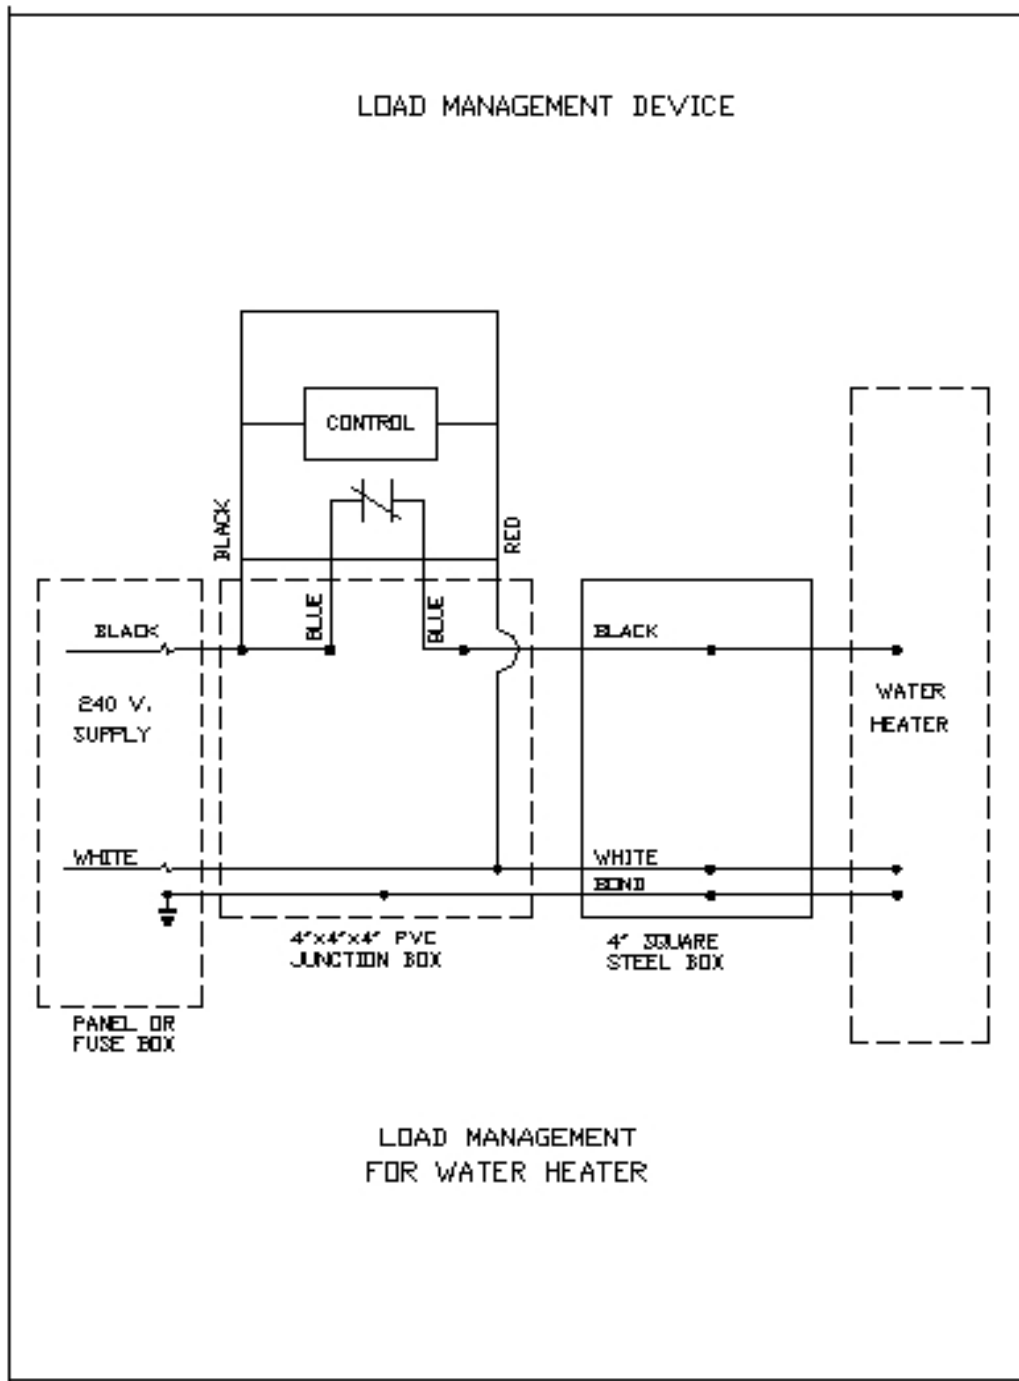 LOAD MANAGEMENT DEVICE
CONTROL
BLACK
RED
BLUE
BLUE
BLACK
BLACK
240 V.
SUPPLY
WATER
HEATER
WHITE
WHITE
BOND
4"x4"x4" PVC
JUNCTION BOX
4" SQUARE
STEEL BOX
PANEL OR
FUSE BOX
LOAD MANAGEMENT
FOR WATER HEATER